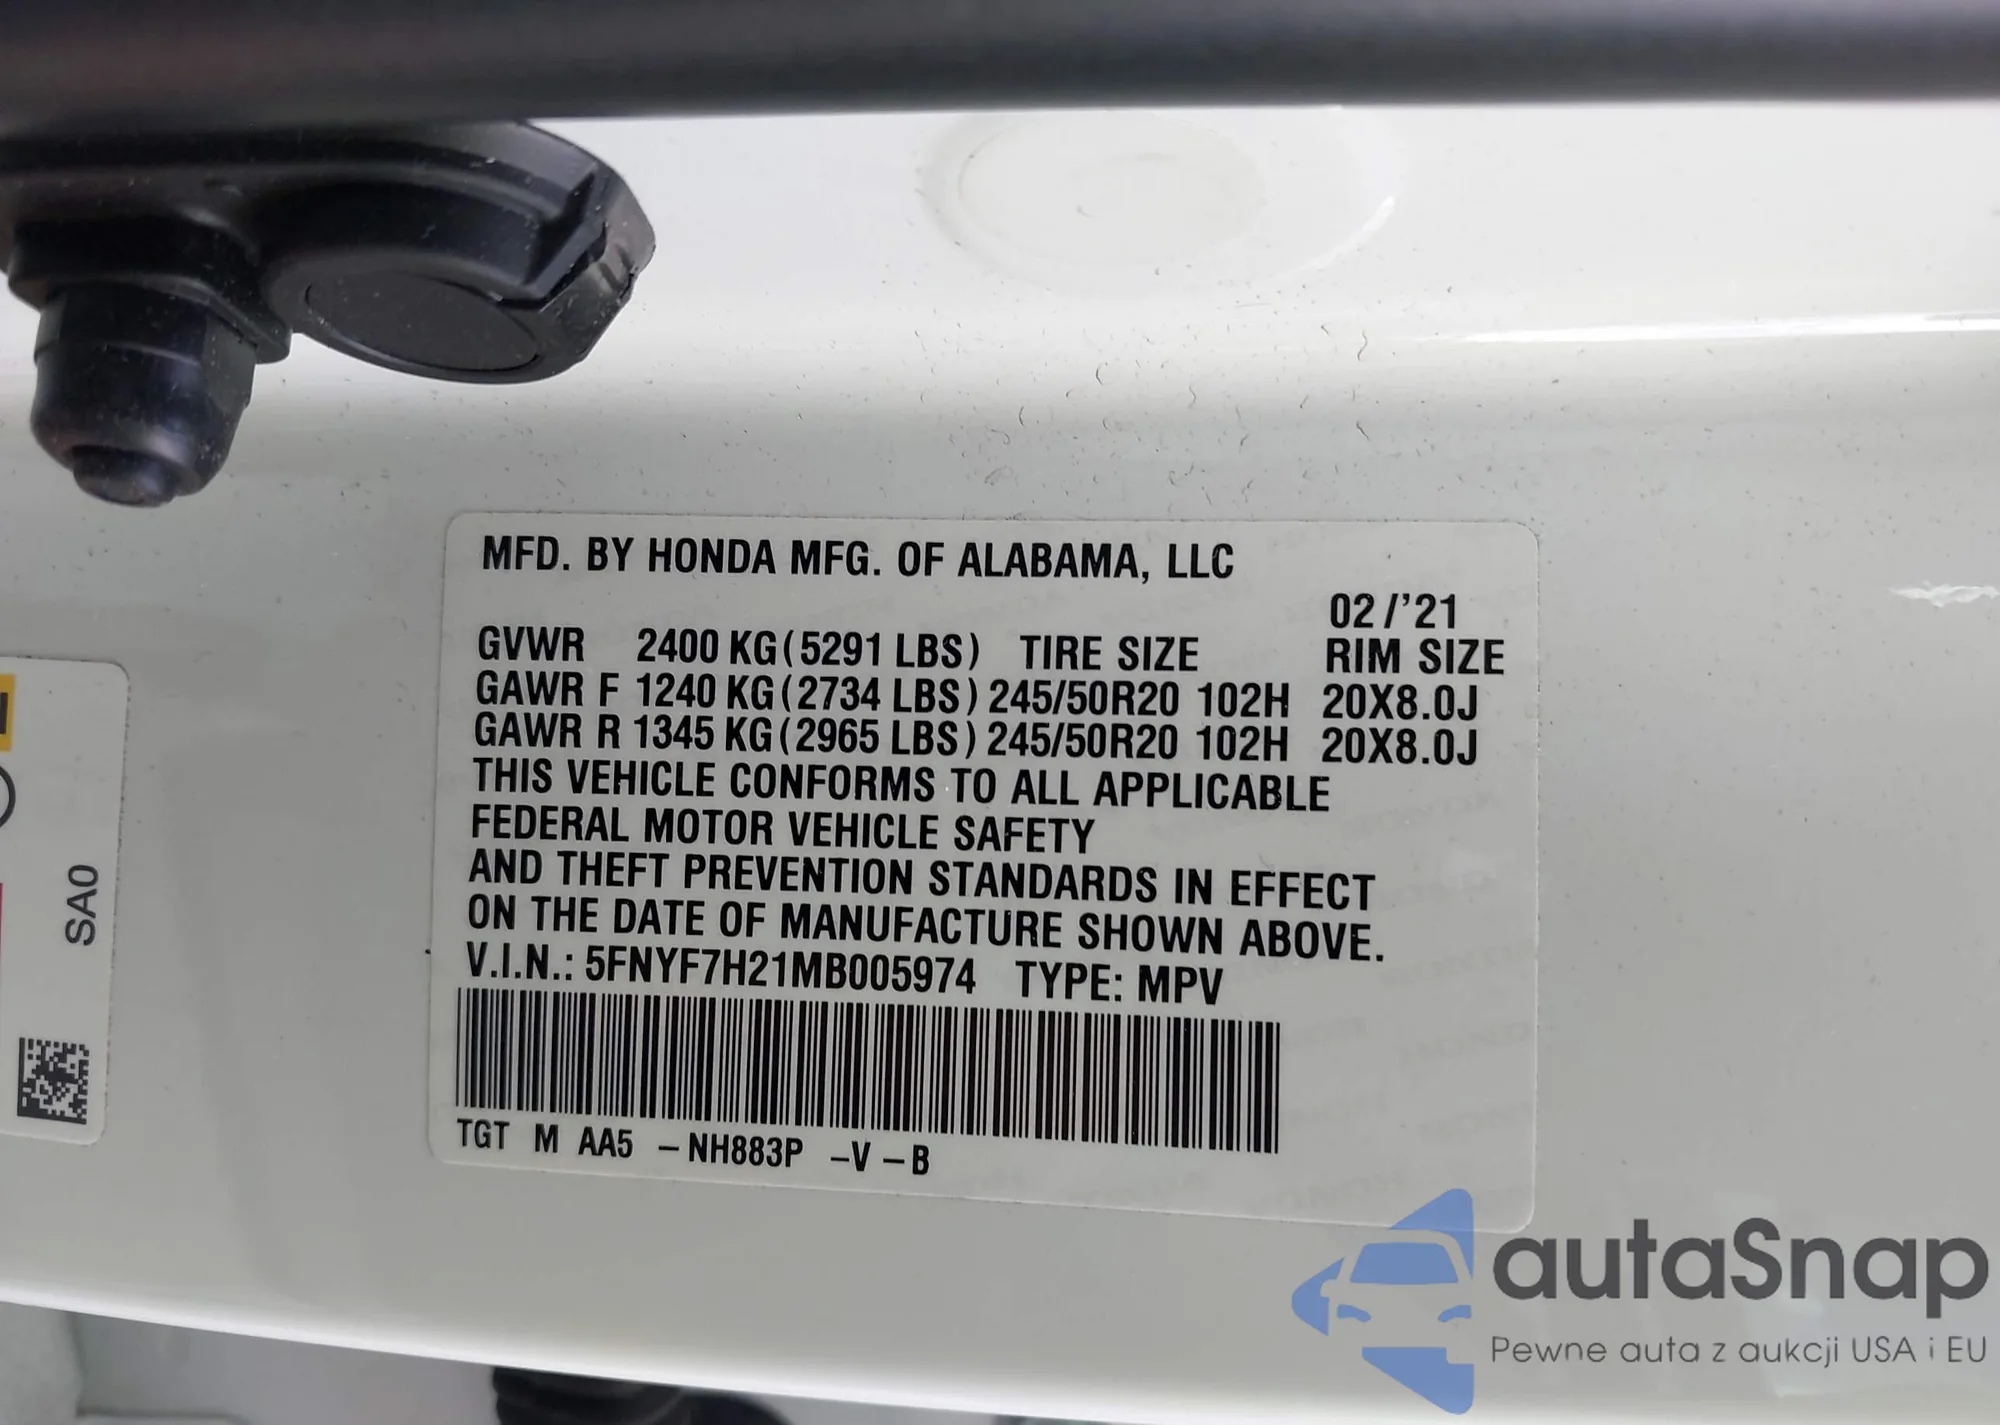 MFD. BY HONDA MFG. OF ALABAMA, LLC
02/'21
GVWR 2400 KG(5291 LBS) TIRE SIZE RIM SIZE
GAWR F 1240 KG(2734 LBS) 245/50R20 102H 20X8.0J
GAWR R 1345 KG(2965 LBS) 245/50R20 102H 20X8.0J
THIS VEHICLE CONFORMS TO ALL APPLICABLE
FEDERAL MOTOR VEHICLE SAFETY
AND THEFT PREVENTION STANDARDS IN EFFECT
ON THE DATE OF MANUFACTURE SHOWN ABOVE.
V.I.N.: 5FNYF7H21MB005974 TYPE: MPV
TGT M AA5 -NH883P -V -B
SA0
autaSnap
Pewne auta z aukcji USA i EU